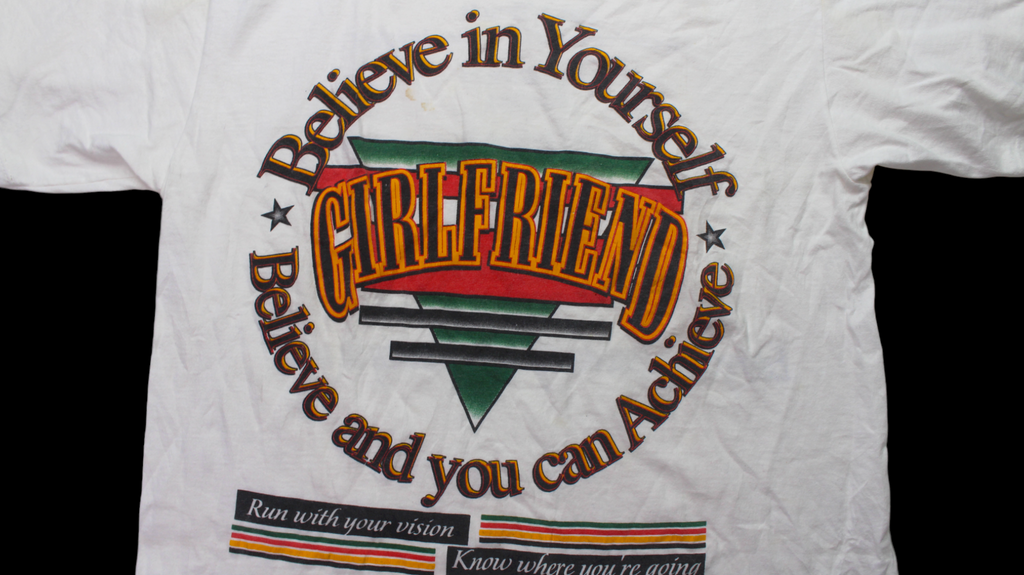 Believe in Yourself
GIRLFRIEND
Believe and you can Achieve
Run with your vision
Know where you're going